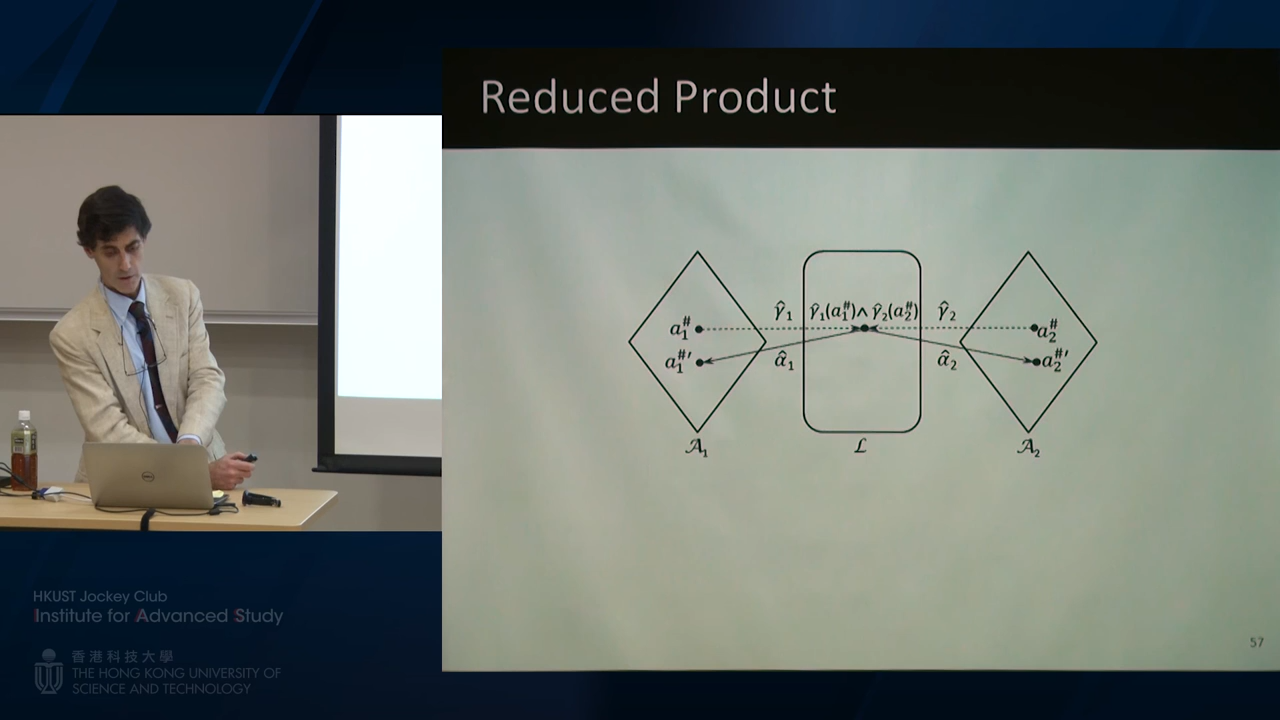 Reduced Product
γ̂₁
γ̂₁(a₁^#)∧ γ̂₂(a₂^#)
γ̂₂
a₁^#
a₂^#
a₁^#′
α̂₁
α̂₂
a₂^#′
𝒜₁
ℒ
𝒜₂
57
DELL
HKUST Jockey Club
Institute for Advanced Study
香港科技大學
THE HONG KONG UNIVERSITY OF
SCIENCE AND TECHNOLOGY